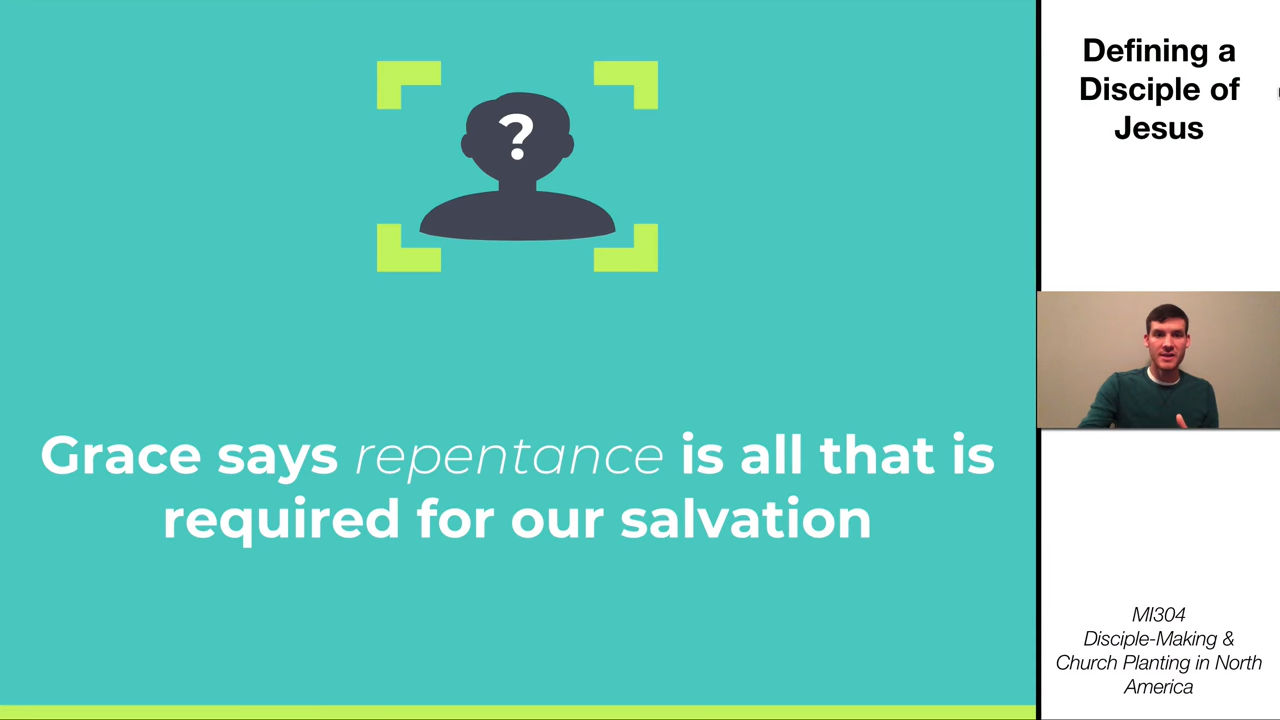 ?
Grace says repentance is all that is
required for our salvation
Defining a
Disciple of
Jesus
MI304
Disciple-Making &
Church Planting in North
America